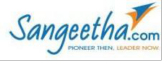 Sangeetha.com
PIONEER THEN. LEADER NOW